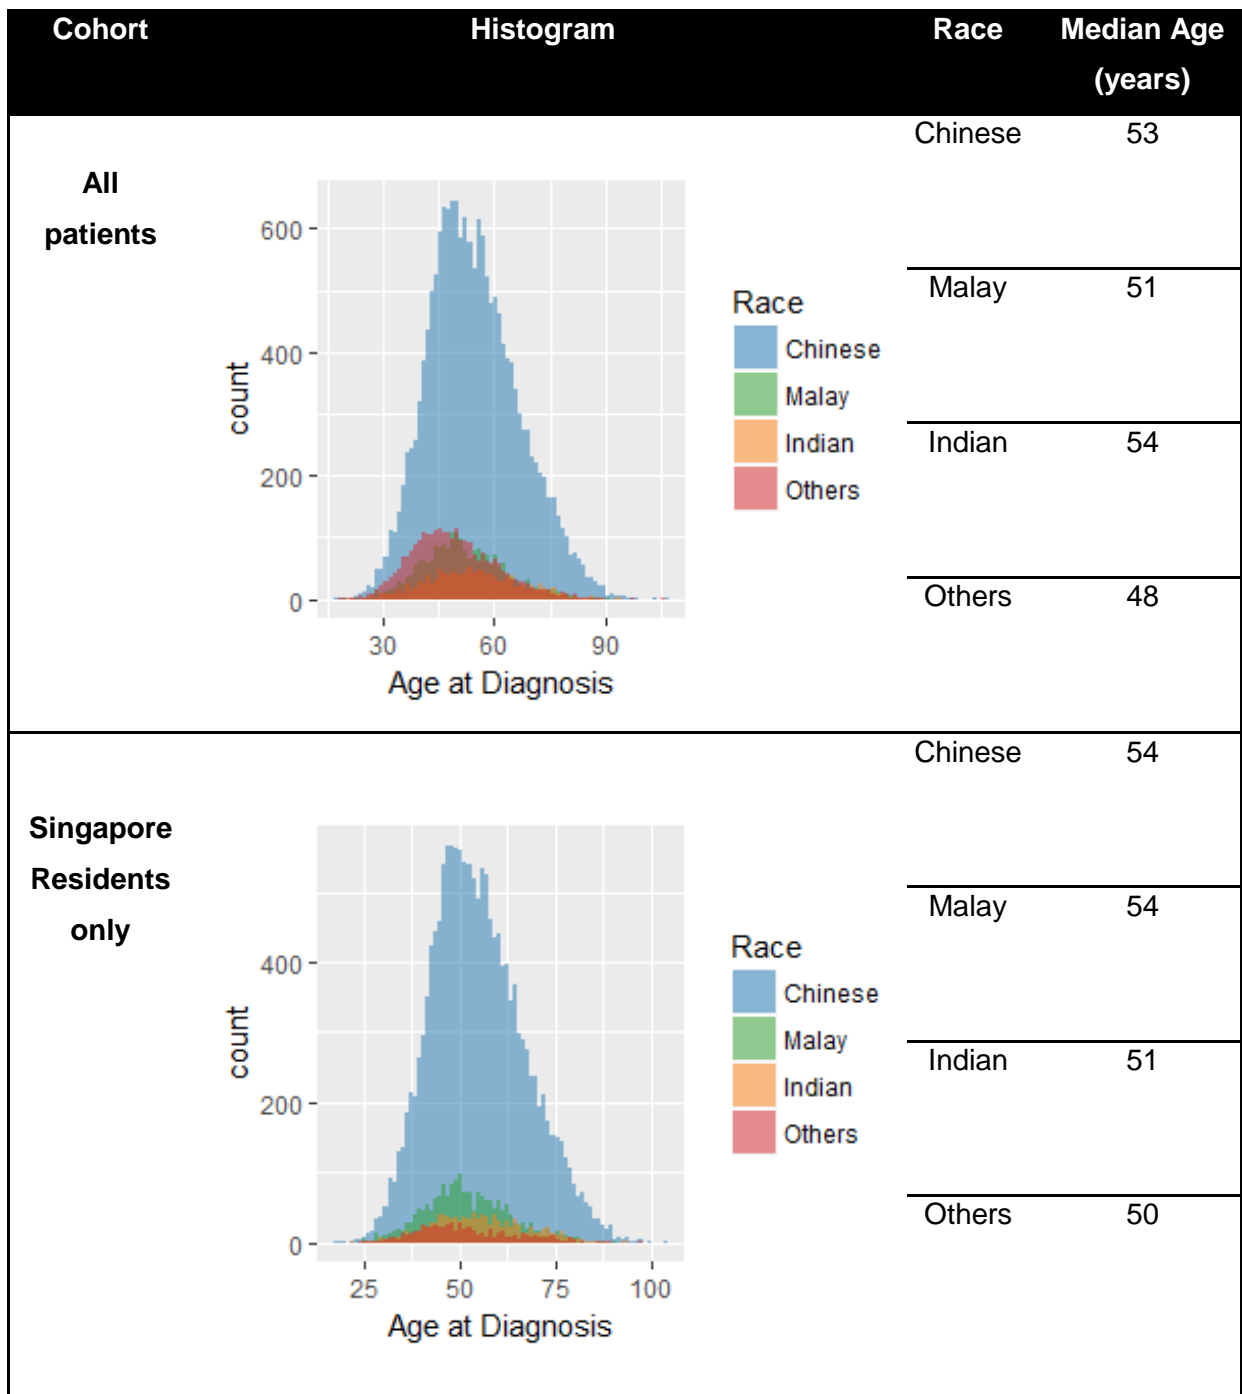 Cohort Histogram Race Median Age
(years)
All
patients
600
400
200
0
count
30 60 90
Age at Diagnosis
Race
Chinese
Malay
Indian
Others
Chinese 53
Malay 51
Indian 54
Others 48
Singapore
Residents
only
400
200
0
count
25 50 75 100
Age at Diagnosis
Race
Chinese
Malay
Indian
Others
Chinese 54
Malay 54
Indian 51
Others 50